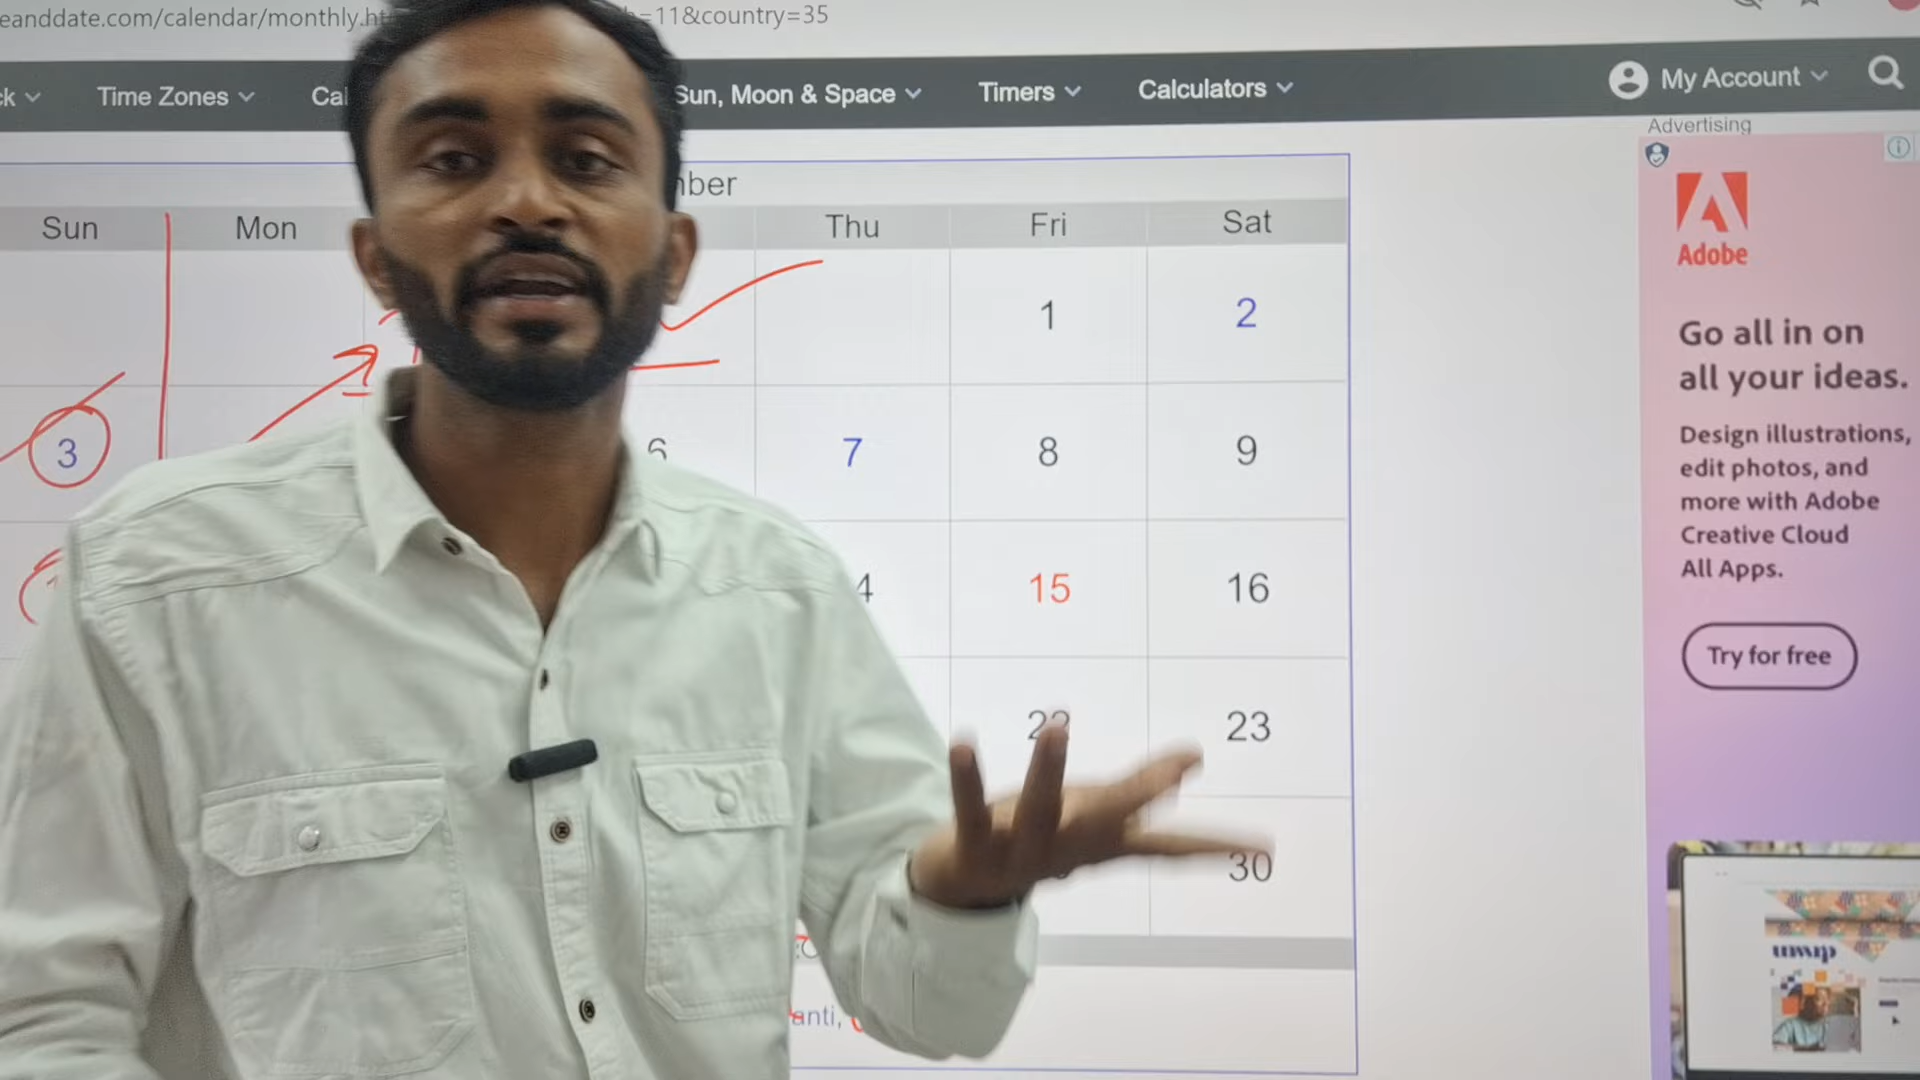 eanddate.com/calendar/monthly.ht =11&country=35
Time Zones Sun, Moon & Space Timers Calculators My Account
Advertising
Sun Mon Thu Fri Sat
1 2
3 6 7 8 9
15 16
22 23
30
anti,
Adobe
Go all in on
all your ideas.
Design illustrations,
edit photos, and
more with Adobe
Creative Cloud
All Apps.
Try for free